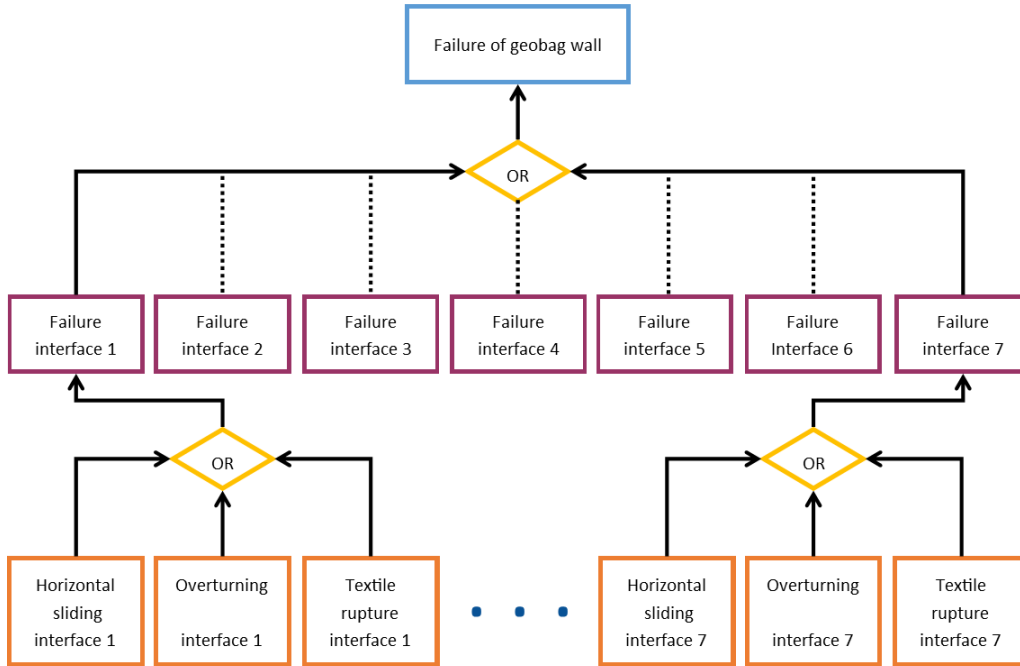 Failure of geobag wall
OR
Failure
interface 1
Failure
interface 2
Failure
interface 3
Failure
interface 4
Failure
interface 5
Failure
Interface 6
Failure
interface 7
OR
OR
Horizontal
sliding
interface 1
Overturning
interface 1
Textile
rupture
interface 1
Horizontal
sliding
interface 7
Overturning
interface 7
Textile
rupture
interface 7